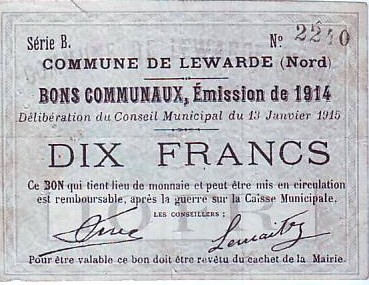 Série B. No 2240
COMMUNE DE LEWARDE (Nord)
BONS COMMUNAUX, Émission de 1914
Délibération du Conseil Municipal du 13 Janvier 1915
DIX FRANCS
Ce BON qui tient lieu de monnaie et peut être mis en circulation
est remboursable, après la guerre sur la Caisse Municipale.
LES CONSEILLERS :
Lemaitre
Pour être valable ce bon doit être revêtu du cachet de la Mairie.